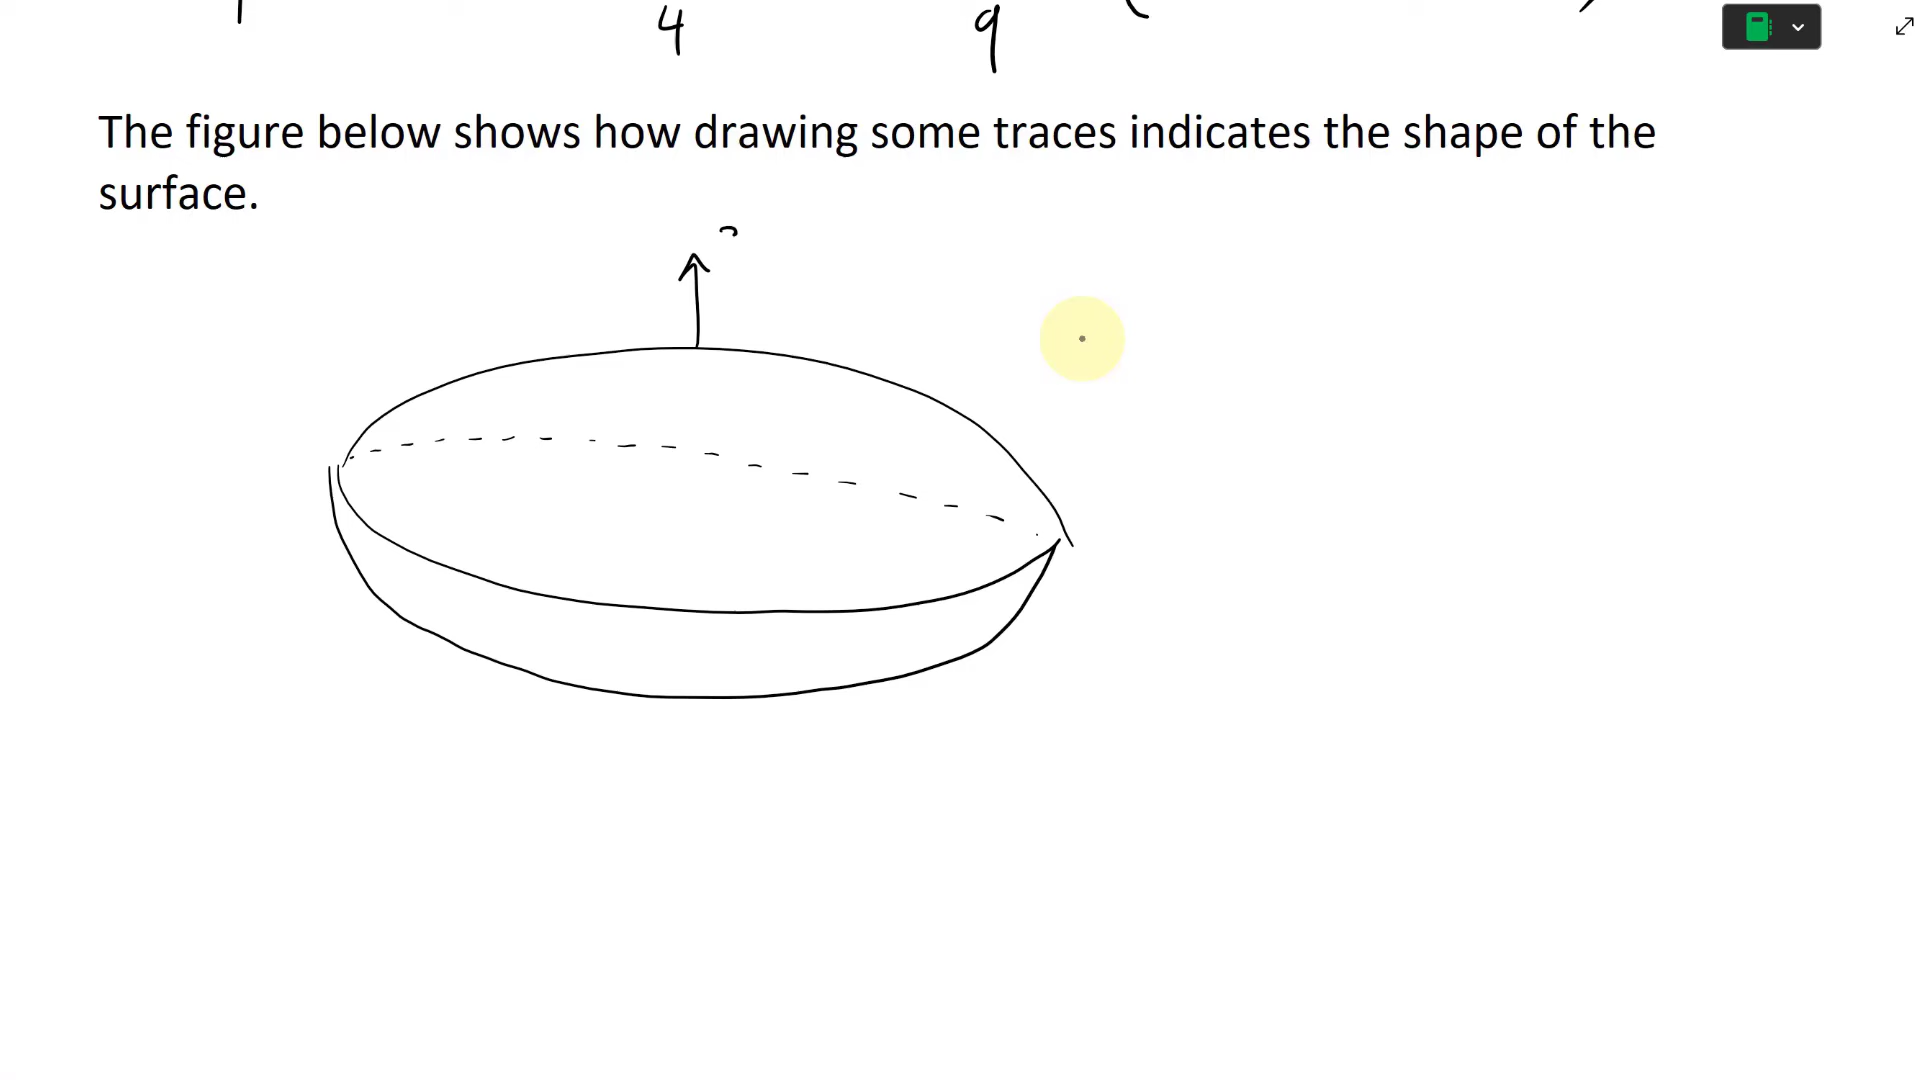 4 9
The figure below shows how drawing some traces indicates the shape of the
surface.